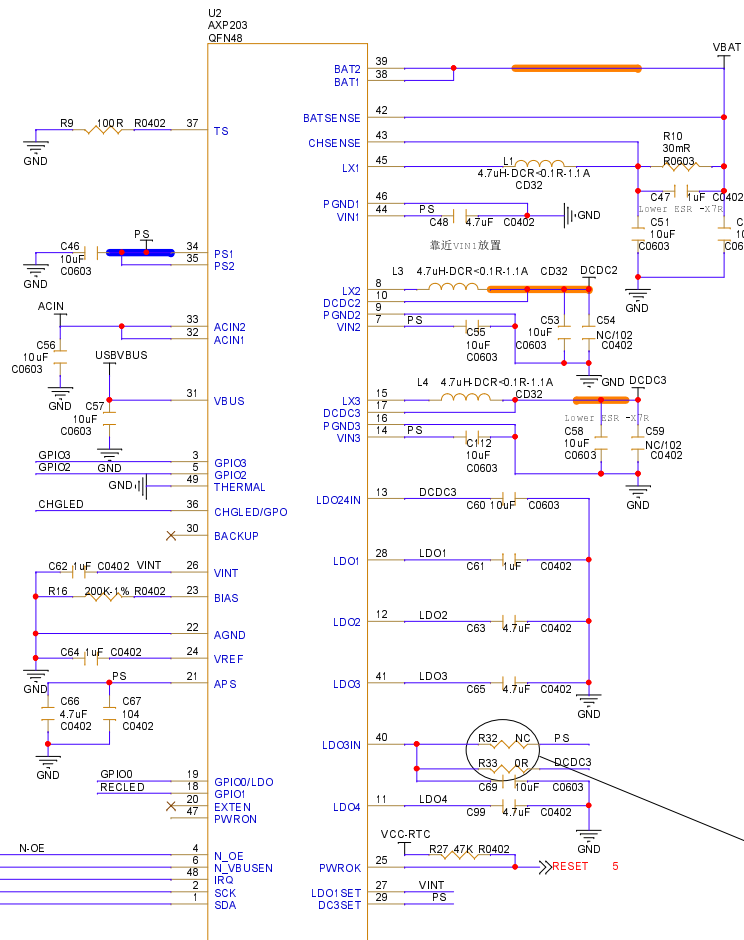 U2
AXP203
QFN48
VBAT
BAT2 39
BAT1 38
BATSENSE 42
CHSENSE 43
R10
30mR
R0603
LX1 45
L1
4.7uH-DCR<0.1R-1.1A
CD32
C47 1uF C0402
Lower ESR -X7R
C51
10uF
C0603
R9 100R R0402 37 TS
GND
PGND1 46
VIN1 44 PS
C48 4.7uF C0402
GND
靠近VIN1放置
PS
C46
10uF
C0603
34 PS1
35 PS2
GND
GND
L3 4.7uH-DCR<0.1R-1.1A CD32 DCDC2
LX2 8
DCDC2 10
PGND2 9
VIN2 7 PS
C55
10uF
C0603
C53
10uF
C0603
C54
NC/102
C0402
GND
ACIN
33 ACIN2
32 ACIN1
C56
10uF
C0603
GND
USBVBUS
31 VBUS
C57
10uF
C0603
GND
L4 4.7uH-DCR<0.1R-1.1A
CD32
DCDC3
LX3 15
DCDC3 17
PGND3 16
VIN3 14 PS
Lower ESR -X7R
C112
10uF
C0603
C58
10uF
C0603
C59
NC/102
C0402
GND
GPIO3 3 GPIO3
GPIO2 5 GPIO2
GND 49 THERMAL
CHGLED 36 CHGLED/GPO
30 BACKUP
LDO24IN 13 DCDC3
C60 10uF C0603
LDO1 28 LDO1
C61 1uF C0402
LDO2 12 LDO2
C63 4.7uF C0402
LDO3 41 LDO3
C65 4.7uF C0402
GND
C62 1uF C0402 VINT 26 VINT
R16 200K-1% R0402 23 BIAS
22 AGND
C64 1uF C0402 24 VREF
GND
PS 21 APS
C66
4.7uF
C0402
C67
104
C0402
GND
LDO3IN 40
R32 NC PS
R33 0R DCDC3
C69 10uF C0603
LDO4 11 LDO4
C99 4.7uF C0402
GND
GPIO0 19 GPIO0/LDO
RECLED 18 GPIO1
20 EXTEN
47 PWRON
VCC-RTC
R27 47K R0402
PWROK 25
RESET 5
N-OE 4 N_OE
6 N_VBUSEN
48 IRQ
2 SCK
1 SDA
LDO1SET 27 VINT
DC3SET 29 PS